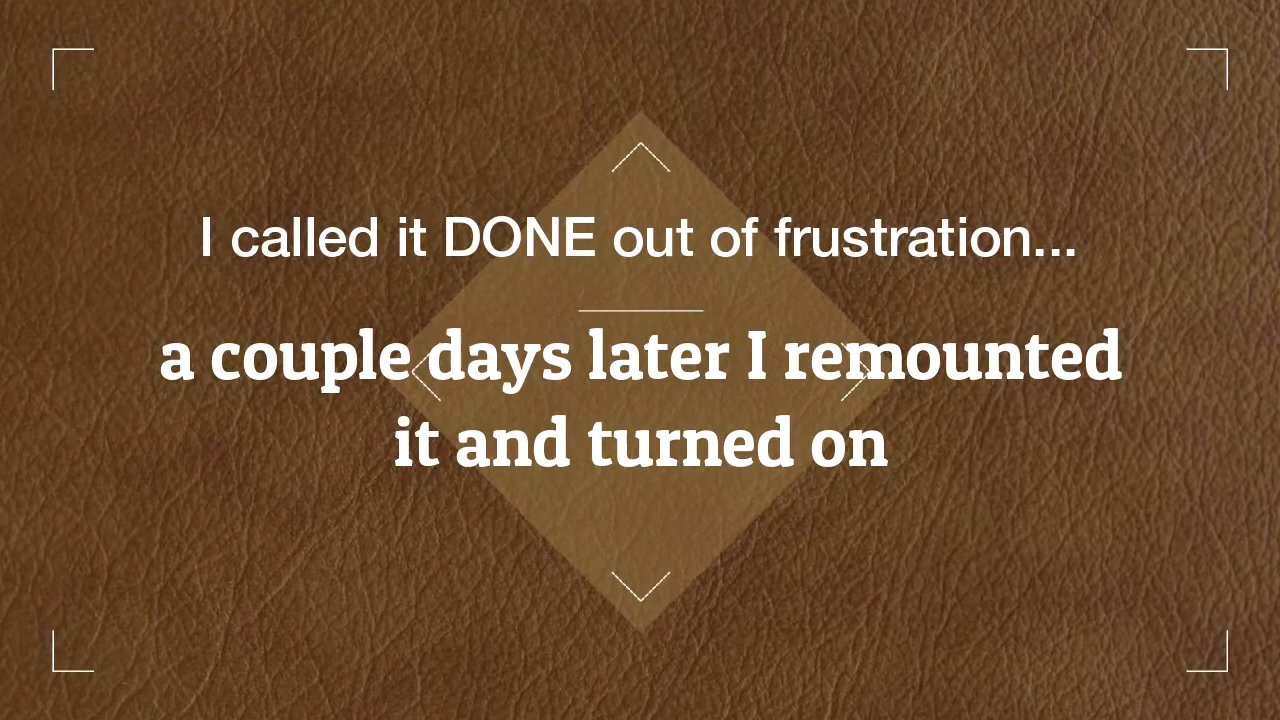 I called it DONE out of frustration...
a couple days later I remounted
it and turned on